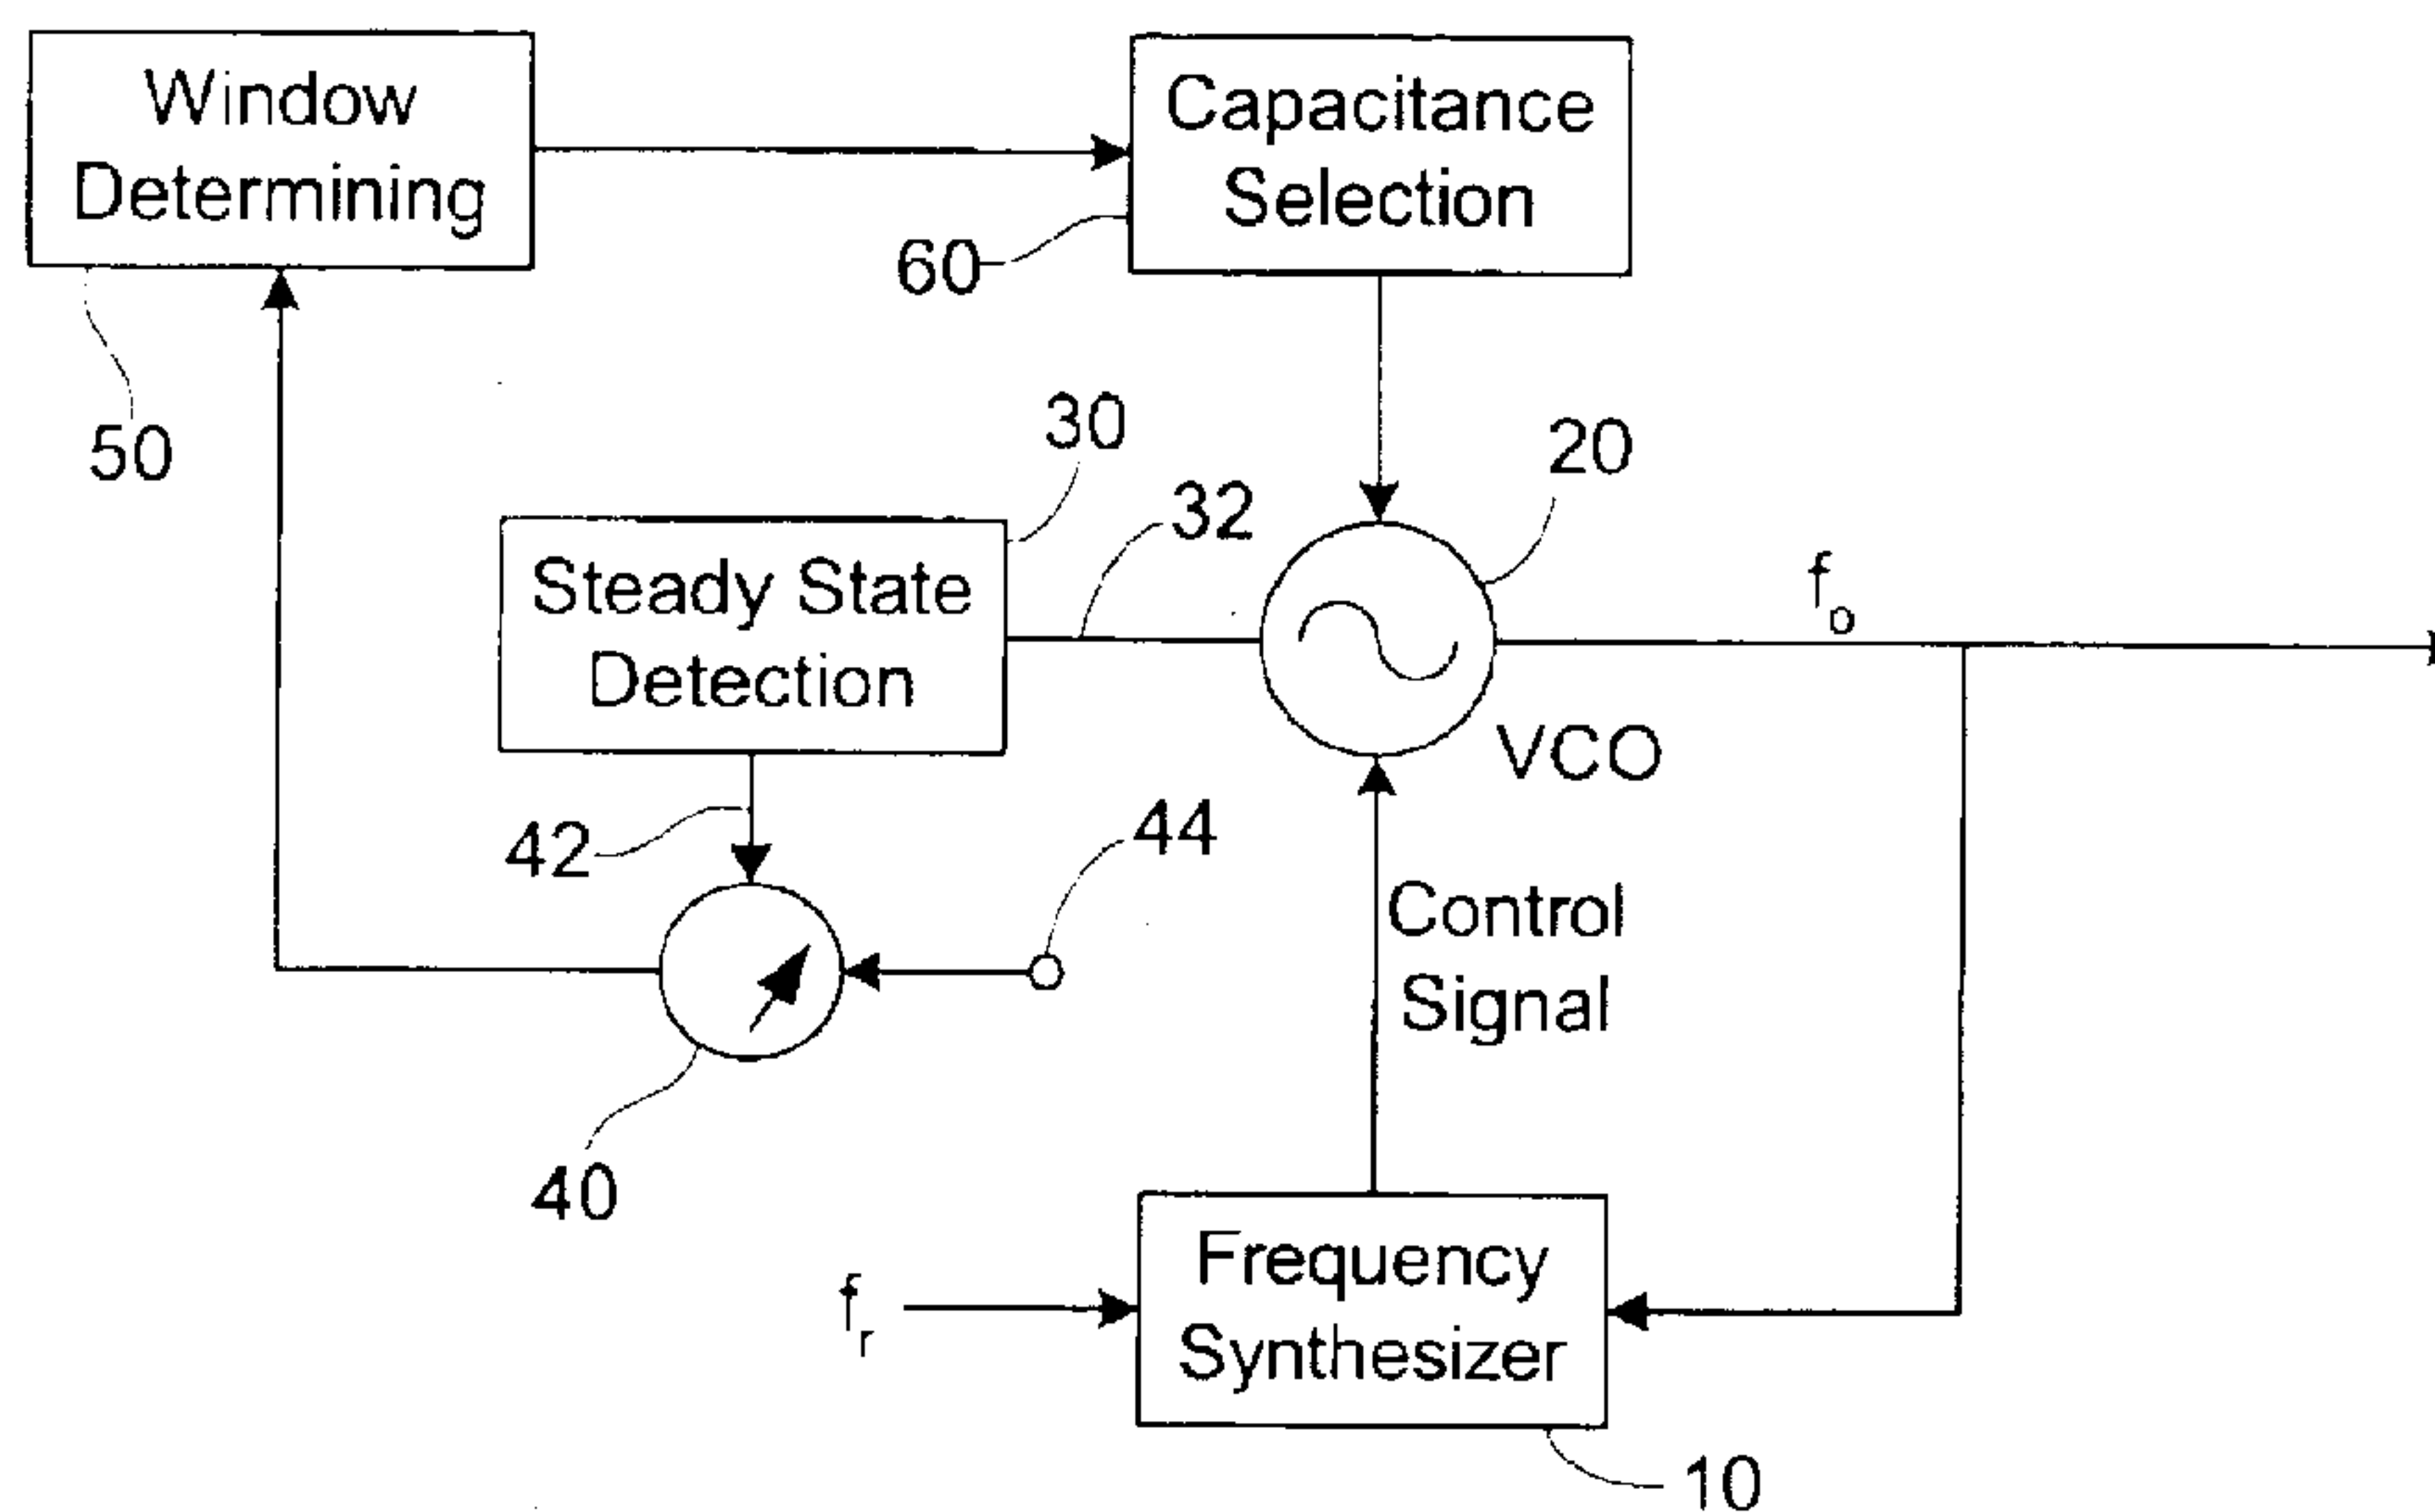 Window
Determining
Capacitance
Selection
60
50
30
20
32
Steady State
Detection
fo
VCO
42
44
Control
Signal
40
Frequency
Synthesizer
fr
10